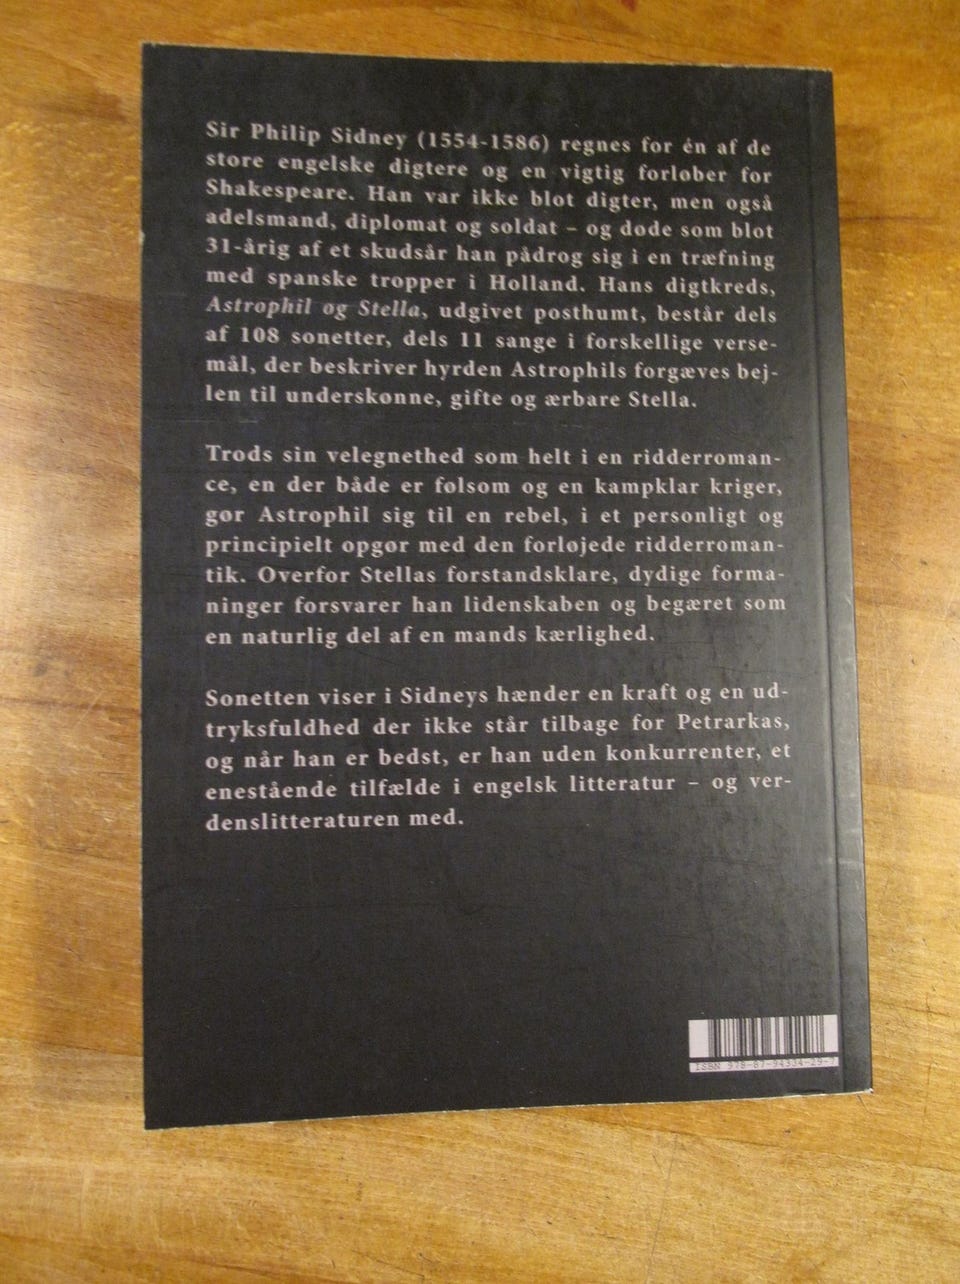 Sir Philip Sidney (1554-1586) regnes for én af de
store engelske digtere og en vigtig forløber for
Shakespeare. Han var ikke blot digter, men også
adelsmand, diplomat og soldat – og døde som blot
31-årig af et skudsår han pådrog sig i en træfning
med spanske tropper i Holland. Hans digtkreds,
Astrophil og Stella, udgivet posthumt, består dels
af 108 sonetter, dels 11 sange i forskellige verse-
mål, der beskriver hyrden Astrophils forgæves bej-
len til underskønne, gifte og ærbare Stella.
Trods sin velegnethed som helt i en ridderroman-
ce, en der både er følsom og en kampklar kriger,
gør Astrophil sig til en rebel, i et personligt og
principielt opgør med den forløjede ridderroman-
tik. Overfor Stellas forstandsklare, dydige forma-
ninger forsvarer han lidenskaben og begæret som
en naturlig del af en mands kærlighed.
Sonetten viser i Sidneys hænder en kraft og en ud-
tryksfuldhed der ikke står tilbage for Petrarkas,
og når han er bedst, er han uden konkurrenter, et
enestående tilfælde i engelsk litteratur – og ver-
denslitteraturen med.
ISBN 978-87-94334-29-7